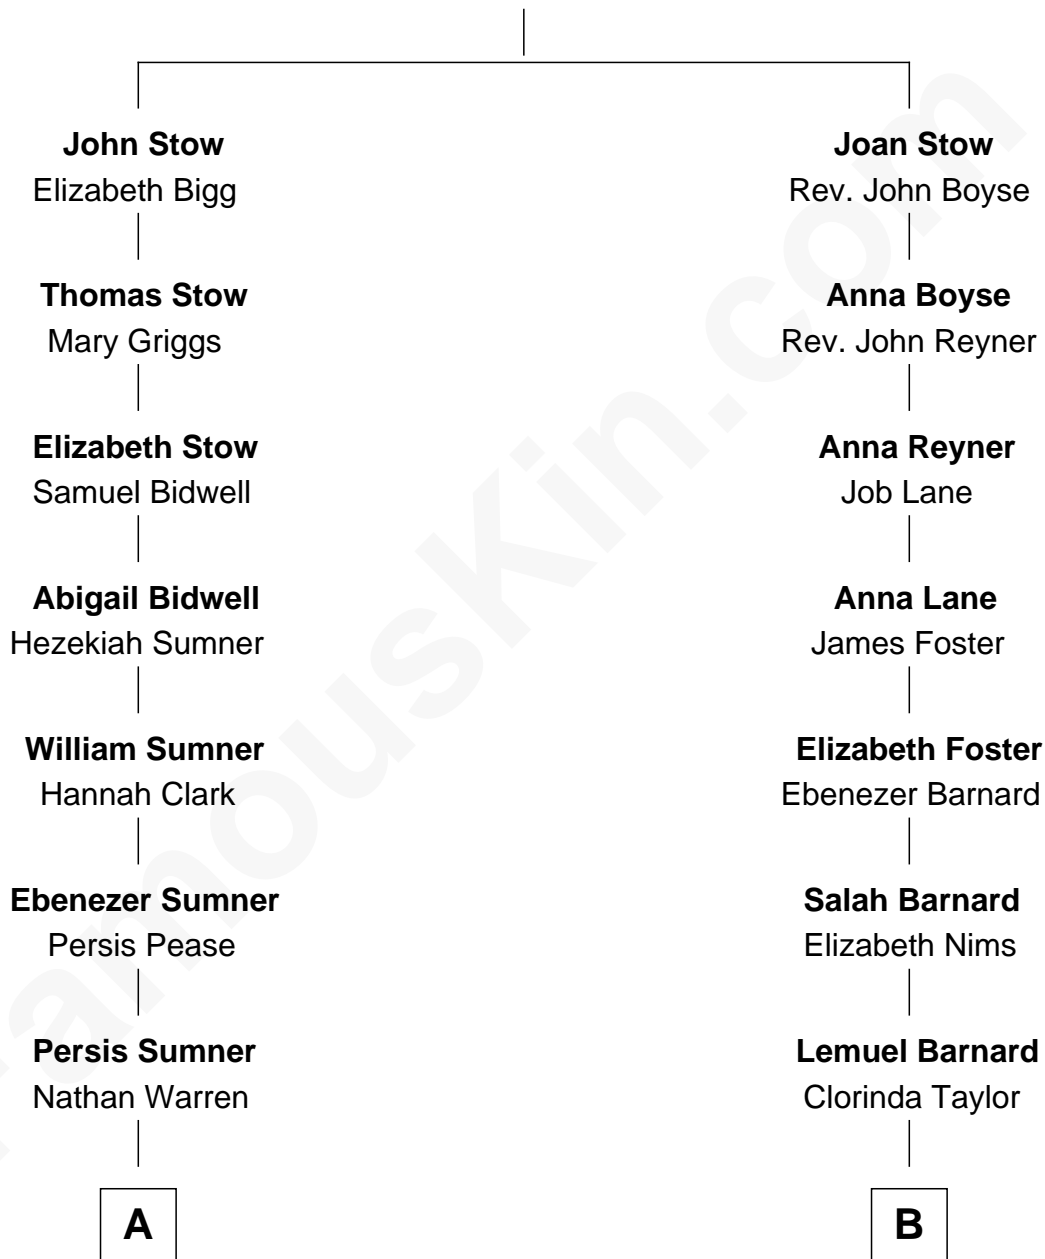 John Stow
Elizabeth Bigg
Joan Stow
Rev. John Boyse
Thomas Stow
Mary Griggs
Anna Boyse
Rev. John Reyner
Elizabeth Stow
Samuel Bidwell
Anna Reyner
Job Lane
Abigail Bidwell
Hezekiah Sumner
Anna Lane
James Foster
William Sumner
Hannah Clark
Elizabeth Foster
Ebenezer Barnard
Ebenezer Sumner
Persis Pease
Salah Barnard
Elizabeth Nims
Persis Sumner
Nathan Warren
Lemuel Barnard
Clorinda Taylor
A
B
FamousKin.com